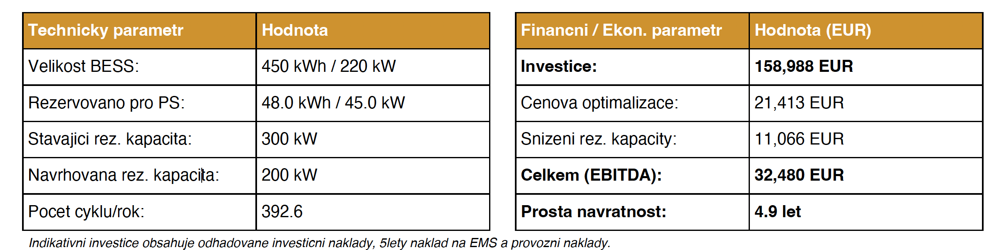 Technicky parametr Hodnota
Velikost BESS: 450 kWh / 220 kW
Rezervovano pro PS: 48.0 kWh / 45.0 kW
Stavajici rez. kapacita: 300 kW
Navrhovana rez. kapacita: 200 kW
Pocet cyklu/rok: 392.6
Financni / Ekon. parametr Hodnota (EUR)
Investice: 158,988 EUR
Cenova optimalizace: 21,413 EUR
Snizeni rez. kapacity: 11,066 EUR
Celkem (EBITDA): 32,480 EUR
Prosta navratnost: 4.9 let
Indikativni investice obsahuje odhadovane investicni naklady, 5lety naklad na EMS a provozni naklady.